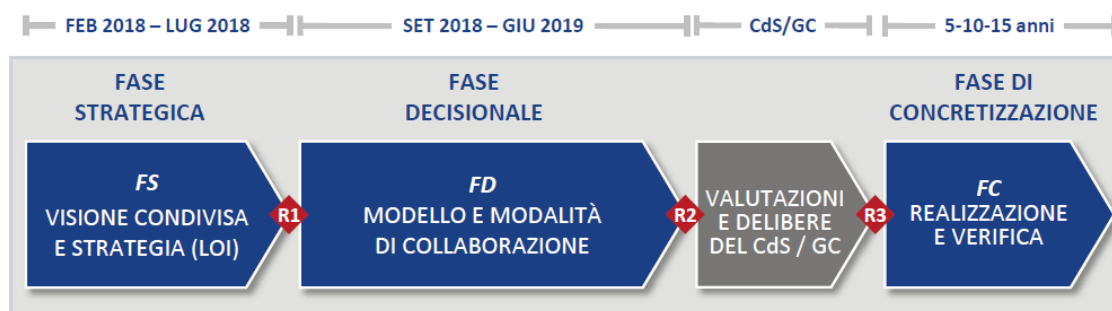 FEB 2018 – LUG 2018
SET 2018 – GIU 2019
CdS/GC
5-10-15 anni
FASE
STRATEGICA
FASE
DECISIONALE
FASE DI
CONCRETIZZAZIONE
FS
VISIONE CONDIVISA
E STRATEGIA (LOI)
R1
FD
MODELLO E MODALITÀ
DI COLLABORAZIONE
R2
VALUTAZIONI
E DELIBERE
DEL CdS / GC
R3
FC
REALIZZAZIONE
E VERIFICA